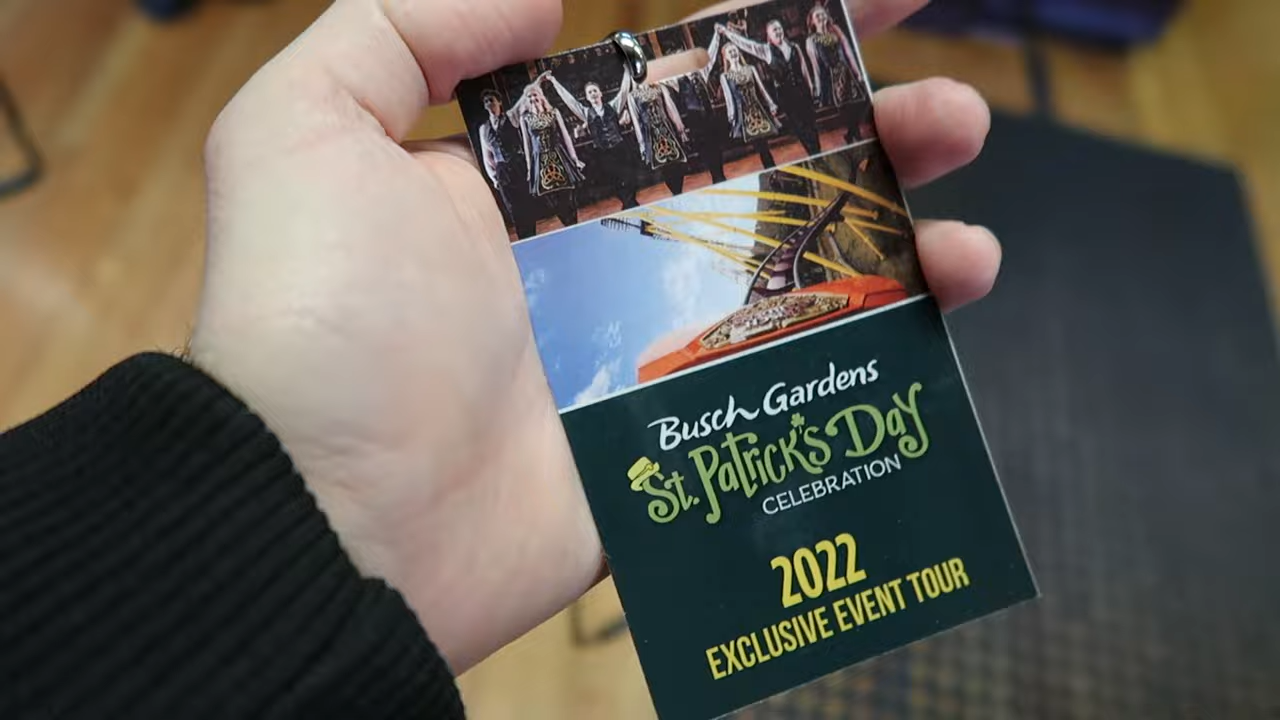 Busch Gardens
St. Patrick's Day
CELEBRATION
2022
EXCLUSIVE EVENT TOUR